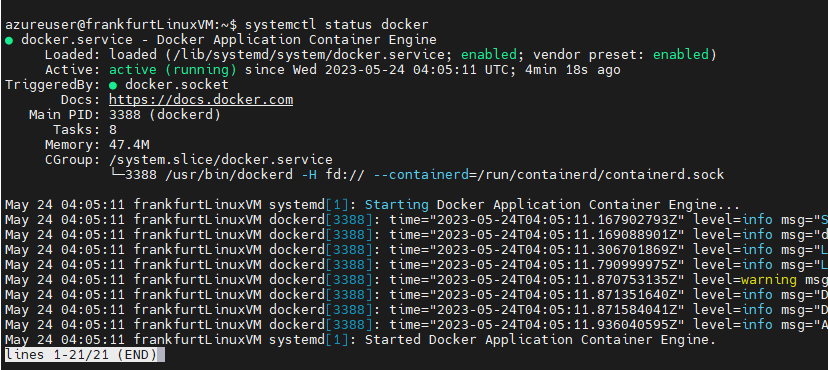 azureuser@frankfurtLinuxVM:~$ systemctl status docker
● docker.service - Docker Application Container Engine
     Loaded: loaded (/lib/systemd/system/docker.service; enabled; vendor preset: enabled)
     Active: active (running) since Wed 2023-05-24 04:05:11 UTC; 4min 18s ago
TriggeredBy: ● docker.socket
       Docs: https://docs.docker.com
   Main PID: 3388 (dockerd)
      Tasks: 8
     Memory: 47.4M
     CGroup: /system.slice/docker.service
             └─3388 /usr/bin/dockerd -H fd:// --containerd=/run/containerd/containerd.sock
May 24 04:05:11 frankfurtLinuxVM systemd[1]: Starting Docker Application Container Engine...
May 24 04:05:11 frankfurtLinuxVM dockerd[3388]: time="2023-05-24T04:05:11.167902793Z" level=info msg="S
May 24 04:05:11 frankfurtLinuxVM dockerd[3388]: time="2023-05-24T04:05:11.169088901Z" level=info msg="d
May 24 04:05:11 frankfurtLinuxVM dockerd[3388]: time="2023-05-24T04:05:11.306701869Z" level=info msg="L
May 24 04:05:11 frankfurtLinuxVM dockerd[3388]: time="2023-05-24T04:05:11.790999975Z" level=info msg="L
May 24 04:05:11 frankfurtLinuxVM dockerd[3388]: time="2023-05-24T04:05:11.870753135Z" level=warning msg
May 24 04:05:11 frankfurtLinuxVM dockerd[3388]: time="2023-05-24T04:05:11.871351640Z" level=info msg="D
May 24 04:05:11 frankfurtLinuxVM dockerd[3388]: time="2023-05-24T04:05:11.871584041Z" level=info msg="D
May 24 04:05:11 frankfurtLinuxVM dockerd[3388]: time="2023-05-24T04:05:11.936040595Z" level=info msg="A
May 24 04:05:11 frankfurtLinuxVM systemd[1]: Started Docker Application Container Engine.
lines 1-21/21 (END)